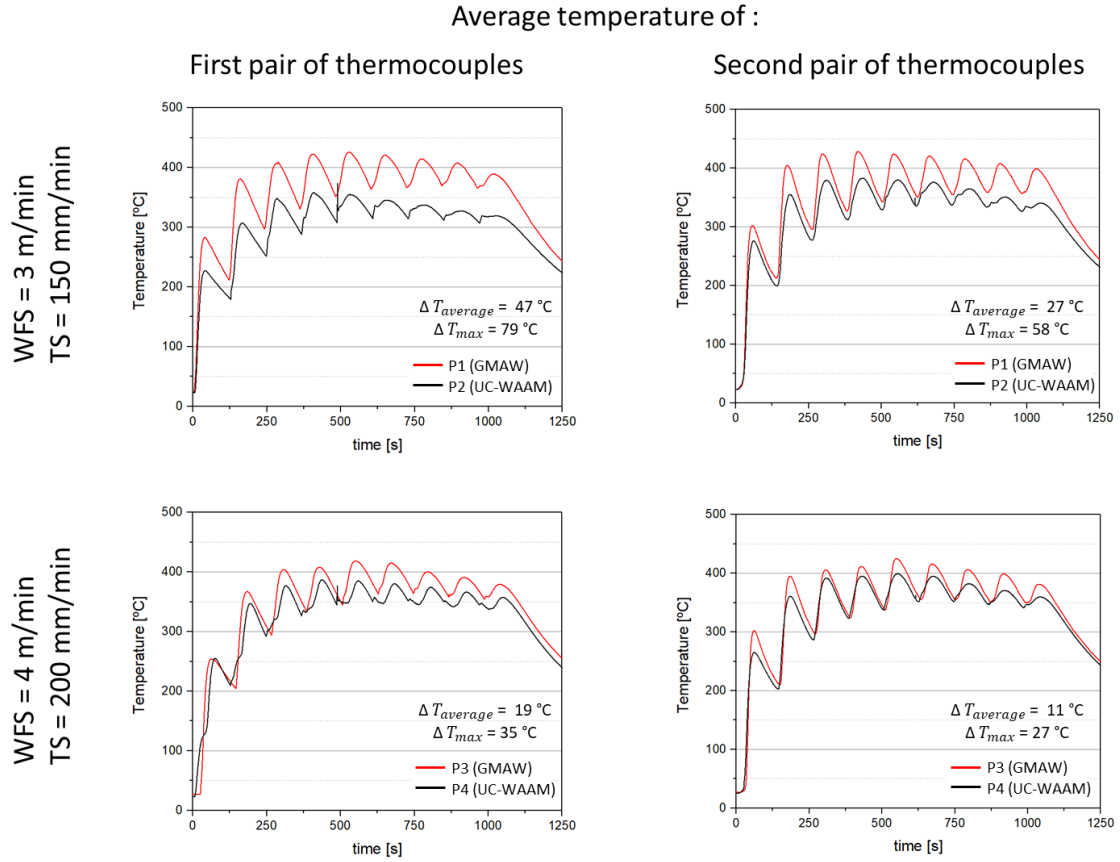 Average temperature of :
First pair of thermocouples
Second pair of thermocouples
WFS = 3 m/min
TS = 150 mm/min
Temperature [ºC]
500
400
300
200
100
0
0 250 500 750 1000 1250
time [s]
Δ T_average = 47 °C
Δ T_max = 79 °C
P1 (GMAW)
P2 (UC-WAAM)
Temperature [ºC]
500
400
300
200
100
0
0 250 500 750 1000 1250
time [s]
Δ T_average = 27 °C
Δ T_max = 58 °C
P1 (GMAW)
P2 (UC-WAAM)
WFS = 4 m/min
TS = 200 mm/min
Temperature [ºC]
500
400
300
200
100
0
0 250 500 750 1000 1250
time [s]
Δ T_average = 19 °C
Δ T_max = 35 °C
P3 (GMAW)
P4 (UC-WAAM)
Temperature [ºC]
500
400
300
200
100
0
0 250 500 750 1000 1250
time [s]
Δ T_average = 11 °C
Δ T_max = 27 °C
P3 (GMAW)
P4 (UC-WAAM)